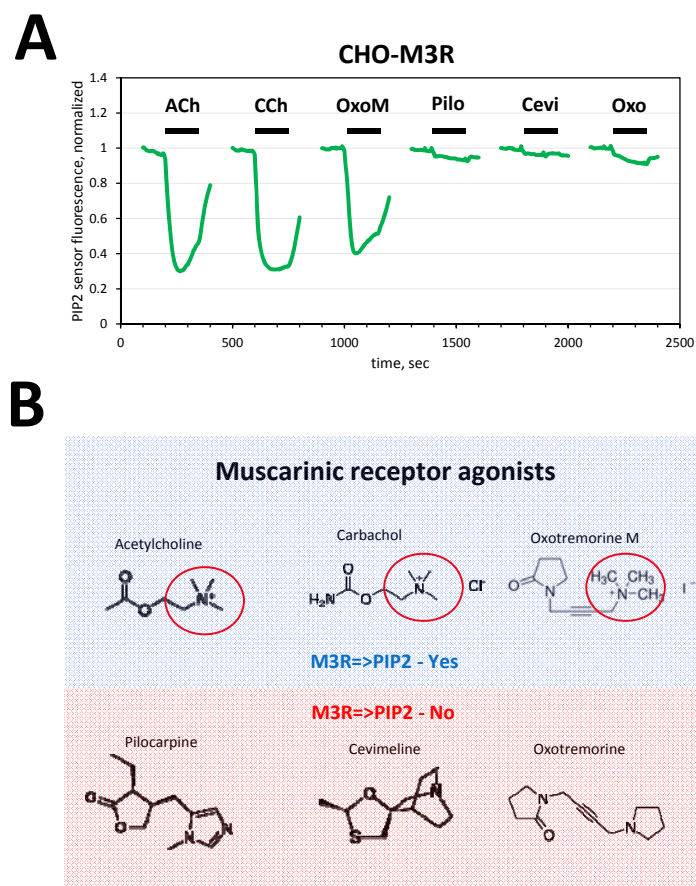 A
CHO-M3R
1.4
1.2
1
0.8
0.6
0.4
0.2
0
PIP2 sensor fluorescence, normalized
ACh CCh OxoM Pilo Cevi Oxo
0 500 1000 1500 2000 2500
time, sec
B
Muscarinic receptor agonists
Acetylcholine Carbachol Oxotremorine M
O
O
N+
O
H₂N
O
N+
Cl-
O
N
H₃C
CH₃
N+
CH₃
I-
M3R=>PIP2 - Yes
M3R=>PIP2 - No
Pilocarpine Cevimeline Oxotremorine
O
O
N
N
O
S
N
N
O
N